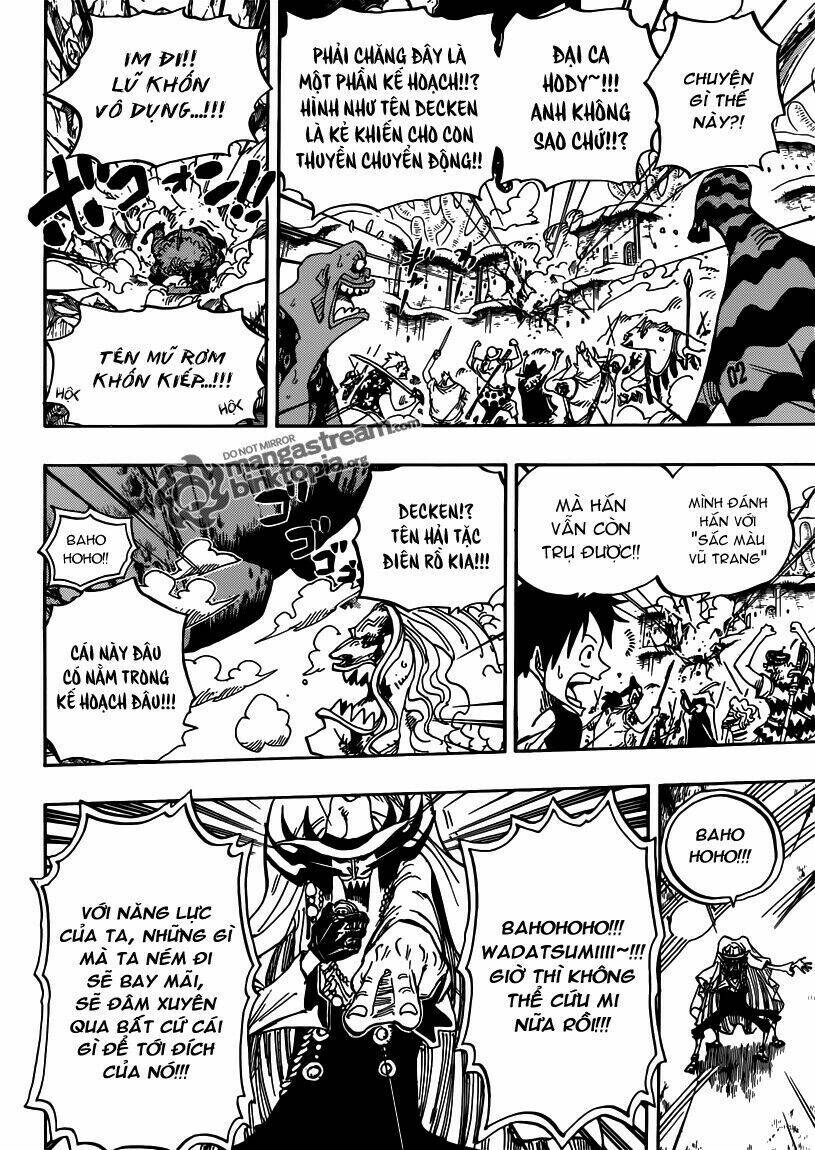 CHUYỆN
GÌ THẾ
NÀY?!
ĐẠI CA
HODY~!!!
ANH KHÔNG
SAO CHỨ!!?
PHẢI CHĂNG ĐÂY LÀ
MỘT PHẦN KẾ HOẠCH!!?
HÌNH NHƯ TÊN DECKEN
LÀ KẺ KHIẾN CHO CON
THUYỀN CHUYỂN ĐỘNG!!
02
IM ĐI!!
LŨ KHỐN
VÔ DỤNG...!!!
TÊN MŨ RƠM
KHỐN KIẾP...!!!
HỘC
HỘC
DO NOT MIRROR
mangastream.com
binktopia.org
MÌNH ĐÁNH
HẮN VỚI
"SẮC MÀU
VŨ TRANG"
MÀ HẮN
VẪN CÒN
TRỤ ĐƯỢC!!
DECKEN!?
TÊN HẢI TẶC
ĐIÊN RỒ KIA!!!
ゴゴゴ
BAHO
HOHO!!
CÁI NÀY ĐÂU
CÓ NẰM TRONG
KẾ HOẠCH ĐÂU!!!
BAHO
HOHO!!!
BAHOHOHO!!!
WADATSUMIIII~!!!
GIỜ THÌ KHÔNG
THỂ CỨU MI
NỮA RỒI!!!
VỚI NĂNG LỰC
CỦA TA, NHỮNG GÌ
MÀ TA NÉM ĐI
SẼ BAY MÃI,
SẼ ĐÂM XUYÊN
QUA BẤT CỨ CÁI
GÌ ĐỂ TỚI ĐÍCH
CỦA NÓ!!!